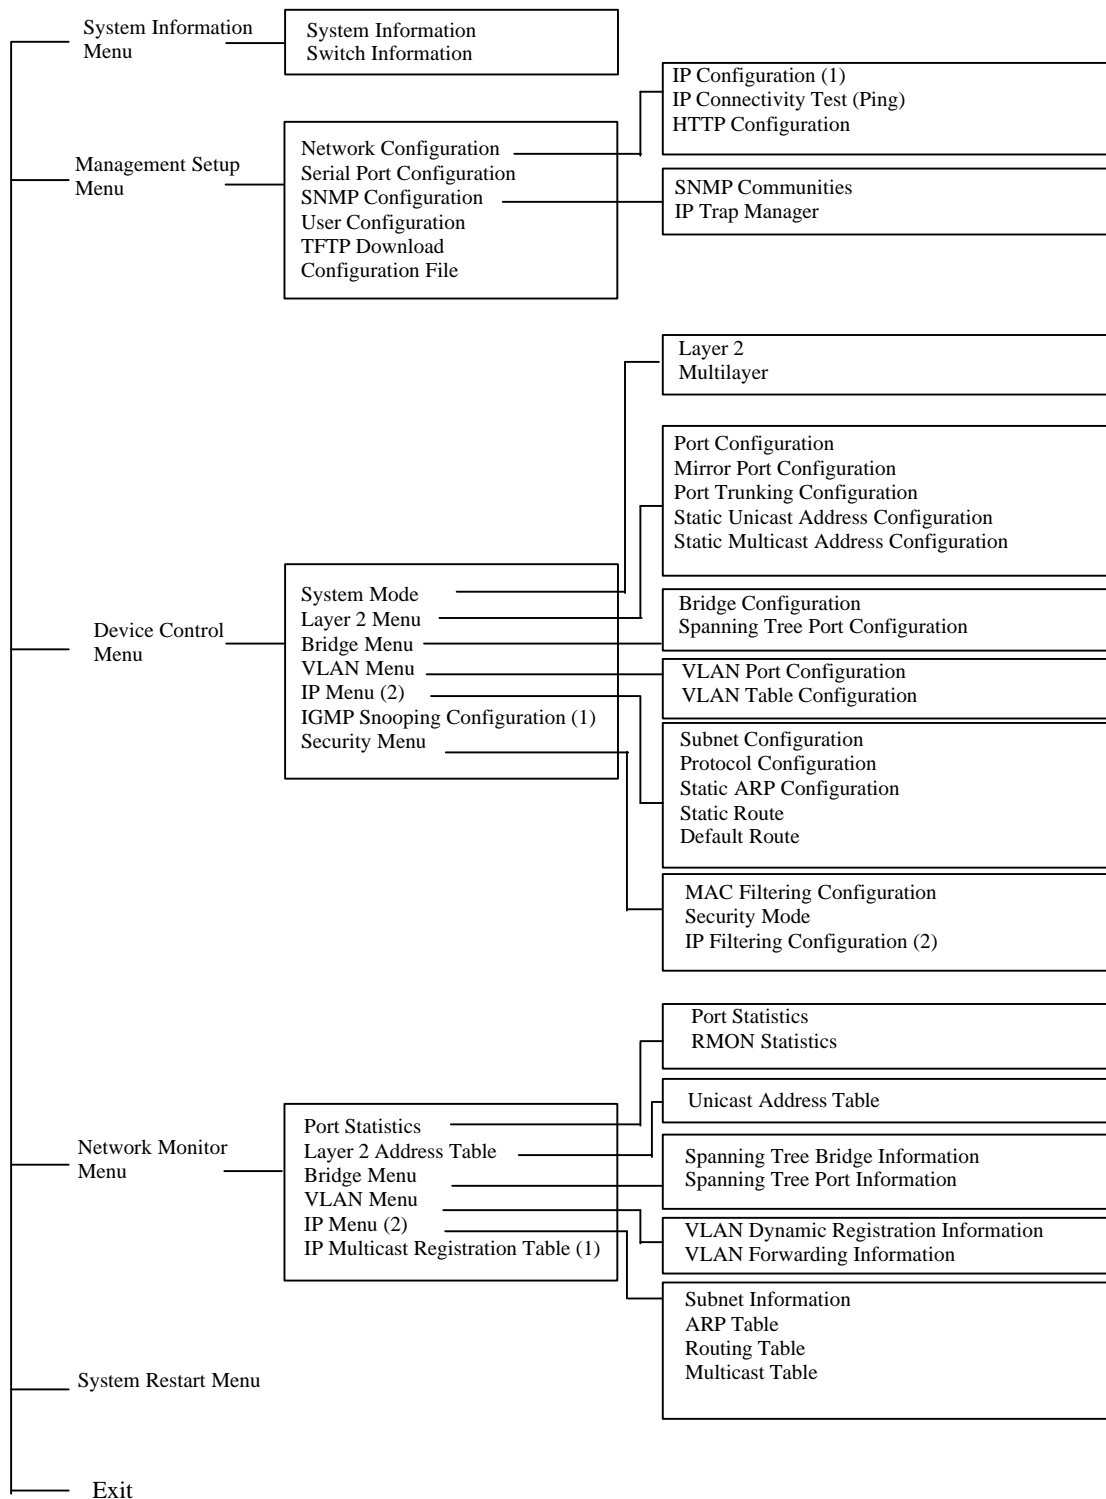 System Information
Menu
System Information
Switch Information
Management Setup
Menu
Network Configuration
Serial Port Configuration
SNMP Configuration
User Configuration
TFTP Download
Configuration File
IP Configuration (1)
IP Connectivity Test (Ping)
HTTP Configuration
SNMP Communities
IP Trap Manager
Device Control
Menu
System Mode
Layer 2 Menu
Bridge Menu
VLAN Menu
IP Menu (2)
IGMP Snooping Configuration (1)
Security Menu
Layer 2
Multilayer
Port Configuration
Mirror Port Configuration
Port Trunking Configuration
Static Unicast Address Configuration
Static Multicast Address Configuration
Bridge Configuration
Spanning Tree Port Configuration
VLAN Port Configuration
VLAN Table Configuration
Subnet Configuration
Protocol Configuration
Static ARP Configuration
Static Route
Default Route
MAC Filtering Configuration
Security Mode
IP Filtering Configuration (2)
Network Monitor
Menu
Port Statistics
Layer 2 Address Table
Bridge Menu
VLAN Menu
IP Menu (2)
IP Multicast Registration Table (1)
Port Statistics
RMON Statistics
Unicast Address Table
Spanning Tree Bridge Information
Spanning Tree Port Information
VLAN Dynamic Registration Information
VLAN Forwarding Information
Subnet Information
ARP Table
Routing Table
Multicast Table
System Restart Menu
Exit